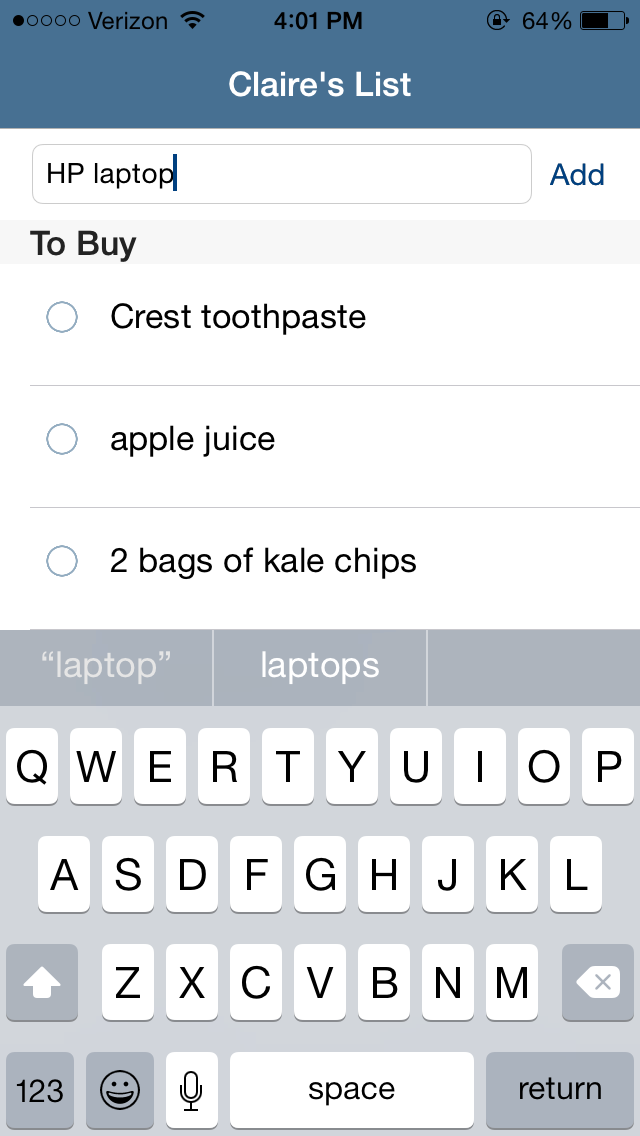 Verizon 4:01 PM 64%
Claire's List
HP laptop Add
To Buy
Crest toothpaste
apple juice
2 bags of kale chips
“laptop” laptops
Q W E R T Y U I O P
A S D F G H J K L
Z X C V B N M
123 space return